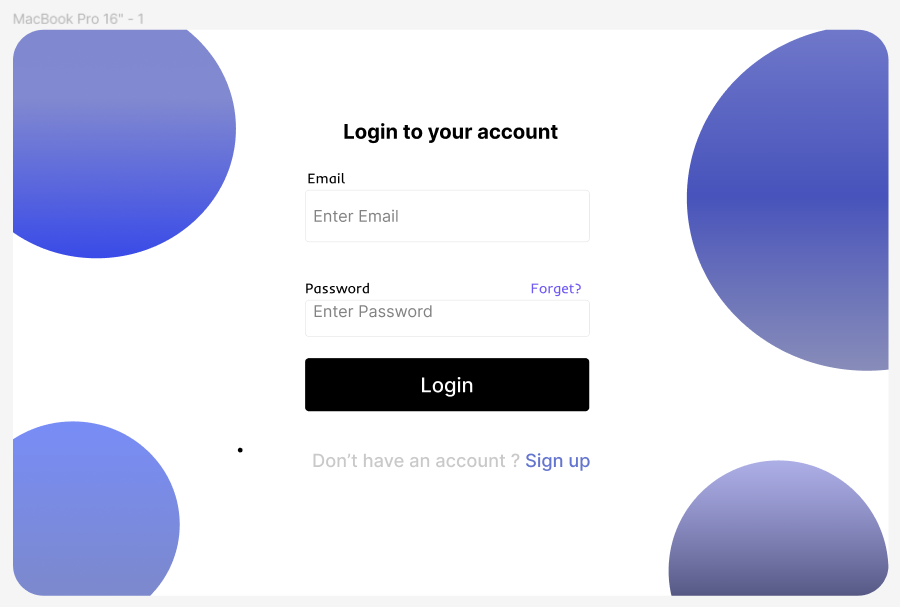 MacBook Pro 16" - 1
Login to your account
Email
Enter Email
Password Forget?
Enter Password
Login
Don't have an account ? Sign up